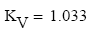 K_V = 1.033